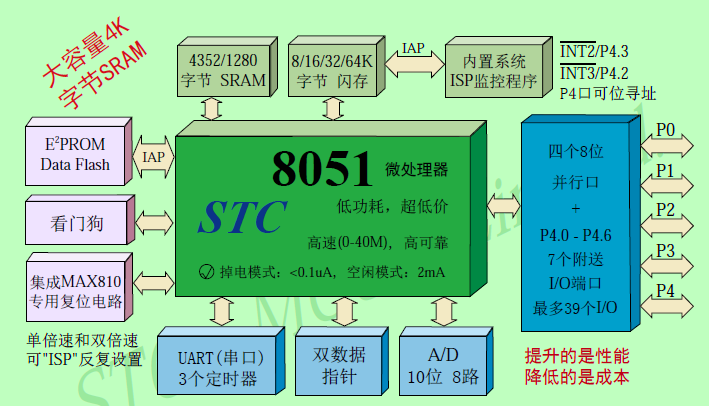 大容量4K
字节SRAM
4352/1280
字节 SRAM
8/16/32/64K
字节 闪存
IAP
内置系统
ISP监控程序
INT2/P4.3
INT3/P4.2
P4口可位寻址
E²PROM
Data Flash
IAP
看门狗
集成MAX810
专用复位电路
单倍速和双倍速
可"ISP"反复设置
8051 微处理器
STC
低功耗，超低价
高速(0-40M)，高可靠
掉电模式：<0.1uA，空闲模式：2mA
四个8位
并行口
+
P4.0 - P4.6
7个附送
I/O端口
最多39个I/O
P0
P1
P2
P3
P4
UART(串口)
3个定时器
双数据
指针
A/D
10位 8路
提升的是性能
降低的是成本